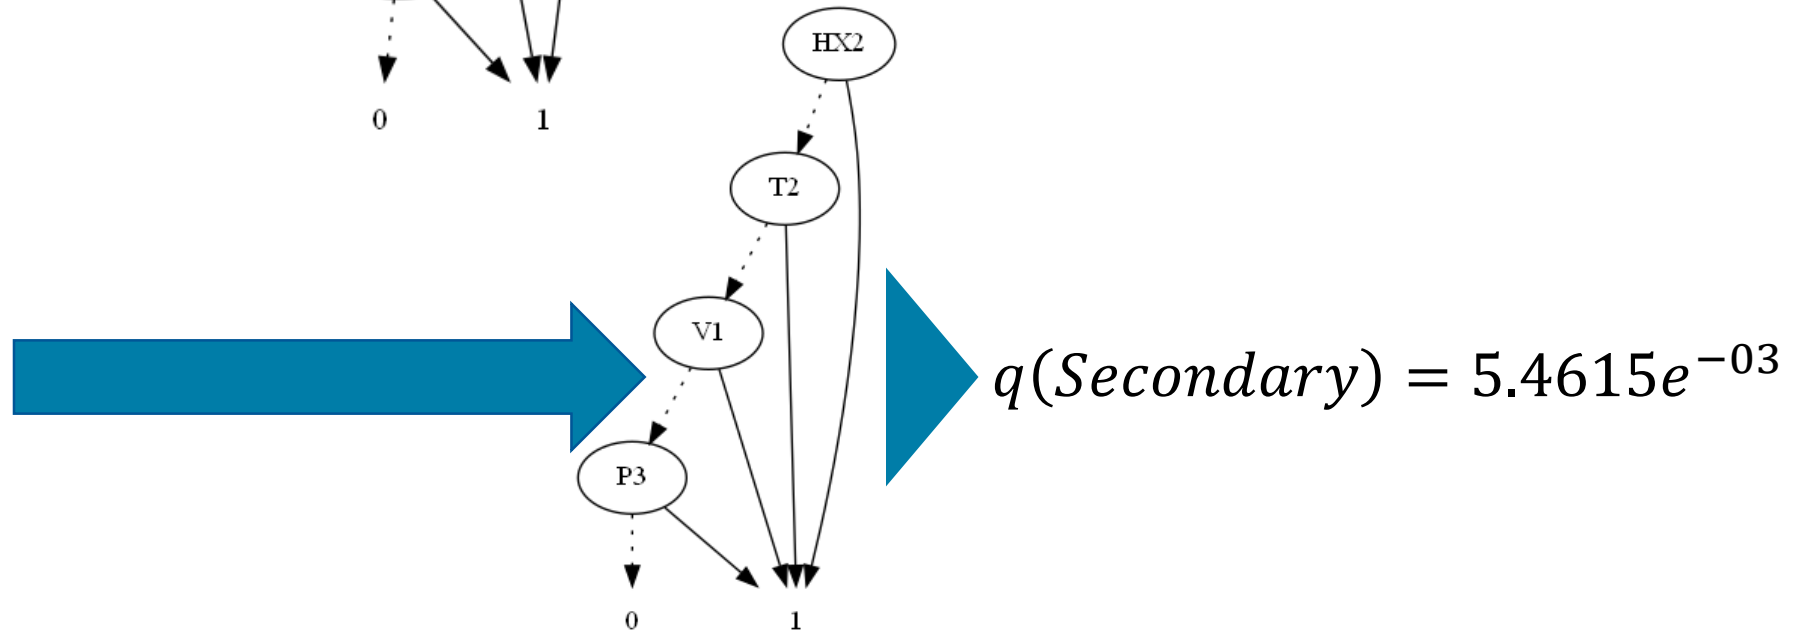 HX2
0 1
T2
V1
q(Secondary) = 5.4615e⁻⁰³
P3
0 1